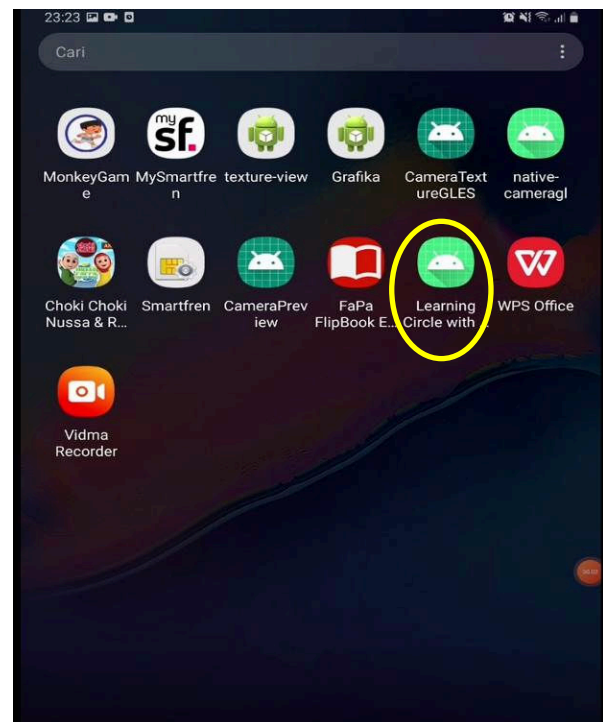 23:23
Cari
my
sf.
MonkeyGam
e
MySmartfre
n
texture-view
Grafika
CameraText
ureGLES
native-
cameragl
Choki Choki
Nussa & R...
Smartfren
CameraPrev
iew
FaPa
FlipBook E...
Learning
Circle with ...
WPS Office
Vidma
Recorder